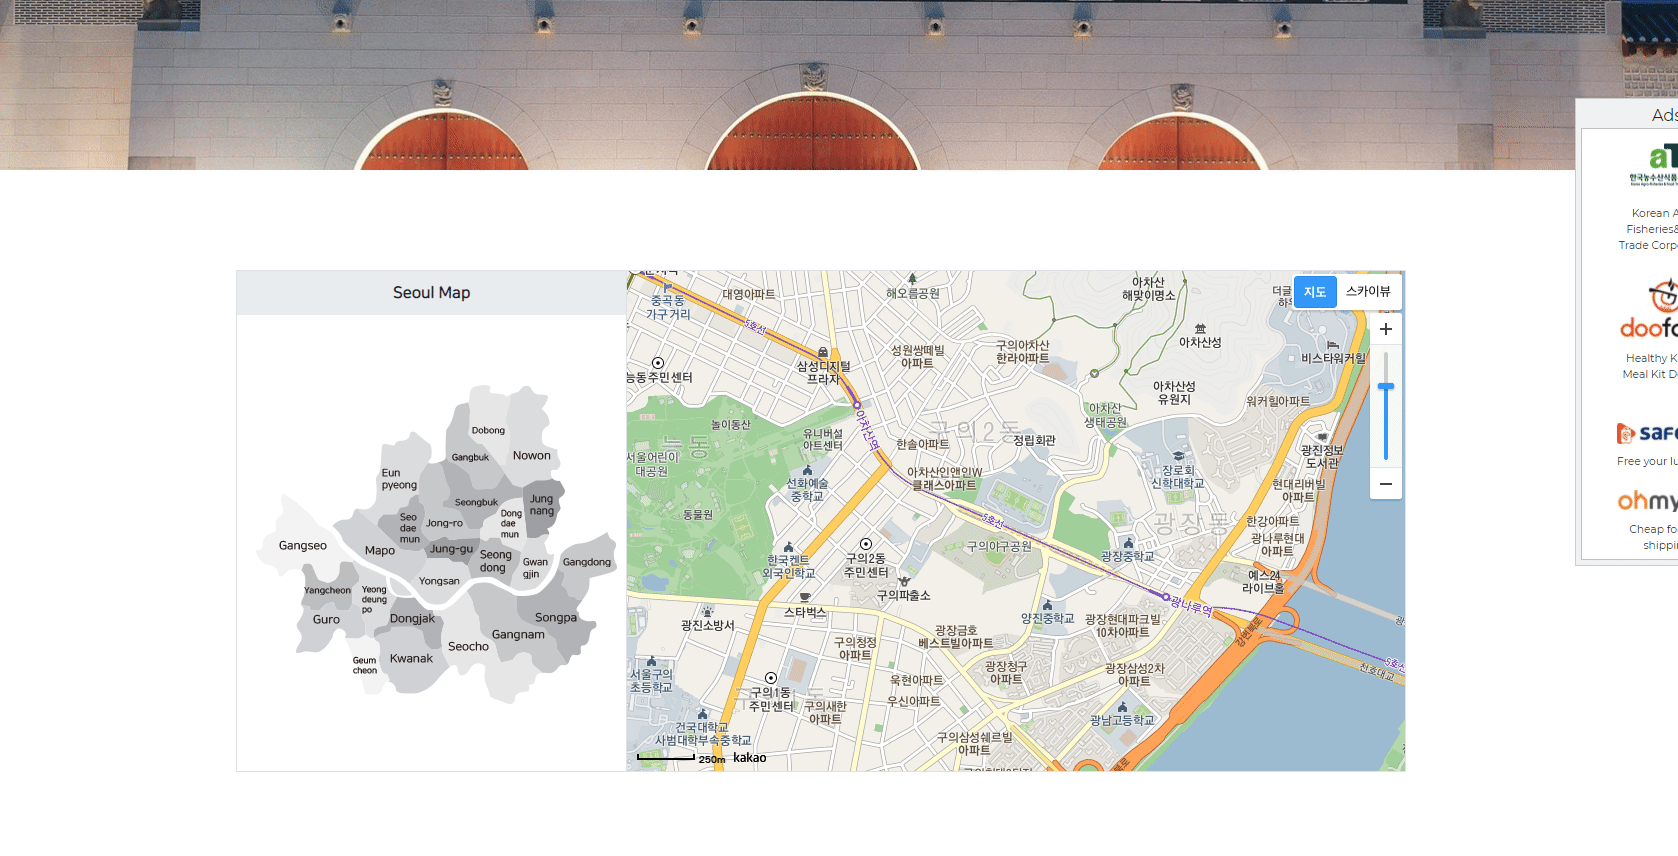 Ads
aT
한국농수산식품
Korean A
Fisheries&
Trade Corp
doofo
Healthy K
Meal Kit D
safe
Free your lu
ohmy
Cheap fo
shippi
Seoul Map
Dobong
Nowon
Gangbuk
Eun
pyeong
Seongbuk
Jung
nang
Dong
dae
mun
Seo
dae
mun
Jong-ro
Gangseo
Mapo
Jung-gu
Seong
dong
Gwan
gjin
Gangdong
Yongsan
Yangcheon
Yeong
deung
po
Guro
Dongjak
Songpa
Gangnam
Seocho
Kwanak
Geum
cheon
지도
스카이뷰
중곡동
가구거리
대영아파트
해오름공원
아차산
해맞이명소
5호선
아차산성
삼성디지털
프라자
성원쌍떼빌
아파트
구의아차산
한라아파트
비스타워커힐
능동주민센터
아차산성
유원지
워커힐아파트
놀이동산
능동
유니버설
아트센터
아차산역
한솔아파트
구의2동
정립회관
아차산
생태공원
서울어린이
대공원
선화예술
중학교
아차산인앤인W
클래스아파트
장로회
신학대학교
광진정보
도서관
현대리버빌
아파트
동물원
5호선
광장동
한강아파트
광나루현대
아파트
한국켄트
외국인학교
구의2동
주민센터
구의야구공원
광장중학교
예스24
라이브홀
구의파출소
스타벅스
광나루역
광진소방서
양진중학교
광장현대파크빌
10차아파트
강변북로
구의청정
아파트
광장금호
베스트빌아파트
5호선
천호대교
서울구의
초등학교
광장청구
아파트
광장삼성2차
아파트
욱현아파트
구의1동
주민센터
구의새한
아파트
우신아파트
광남고등학교
건국대학교
사범대학부속중학교
구의삼성쉐르빌
아파트
250m
kakao